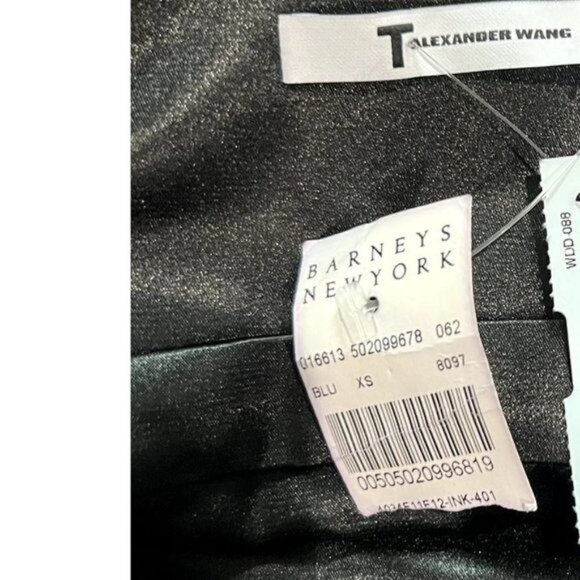 T ALEXANDER WANG
WDD-088
BARNEYS
NEWYORK
016613 502099678 062
BLU XS 8097
00505020996819